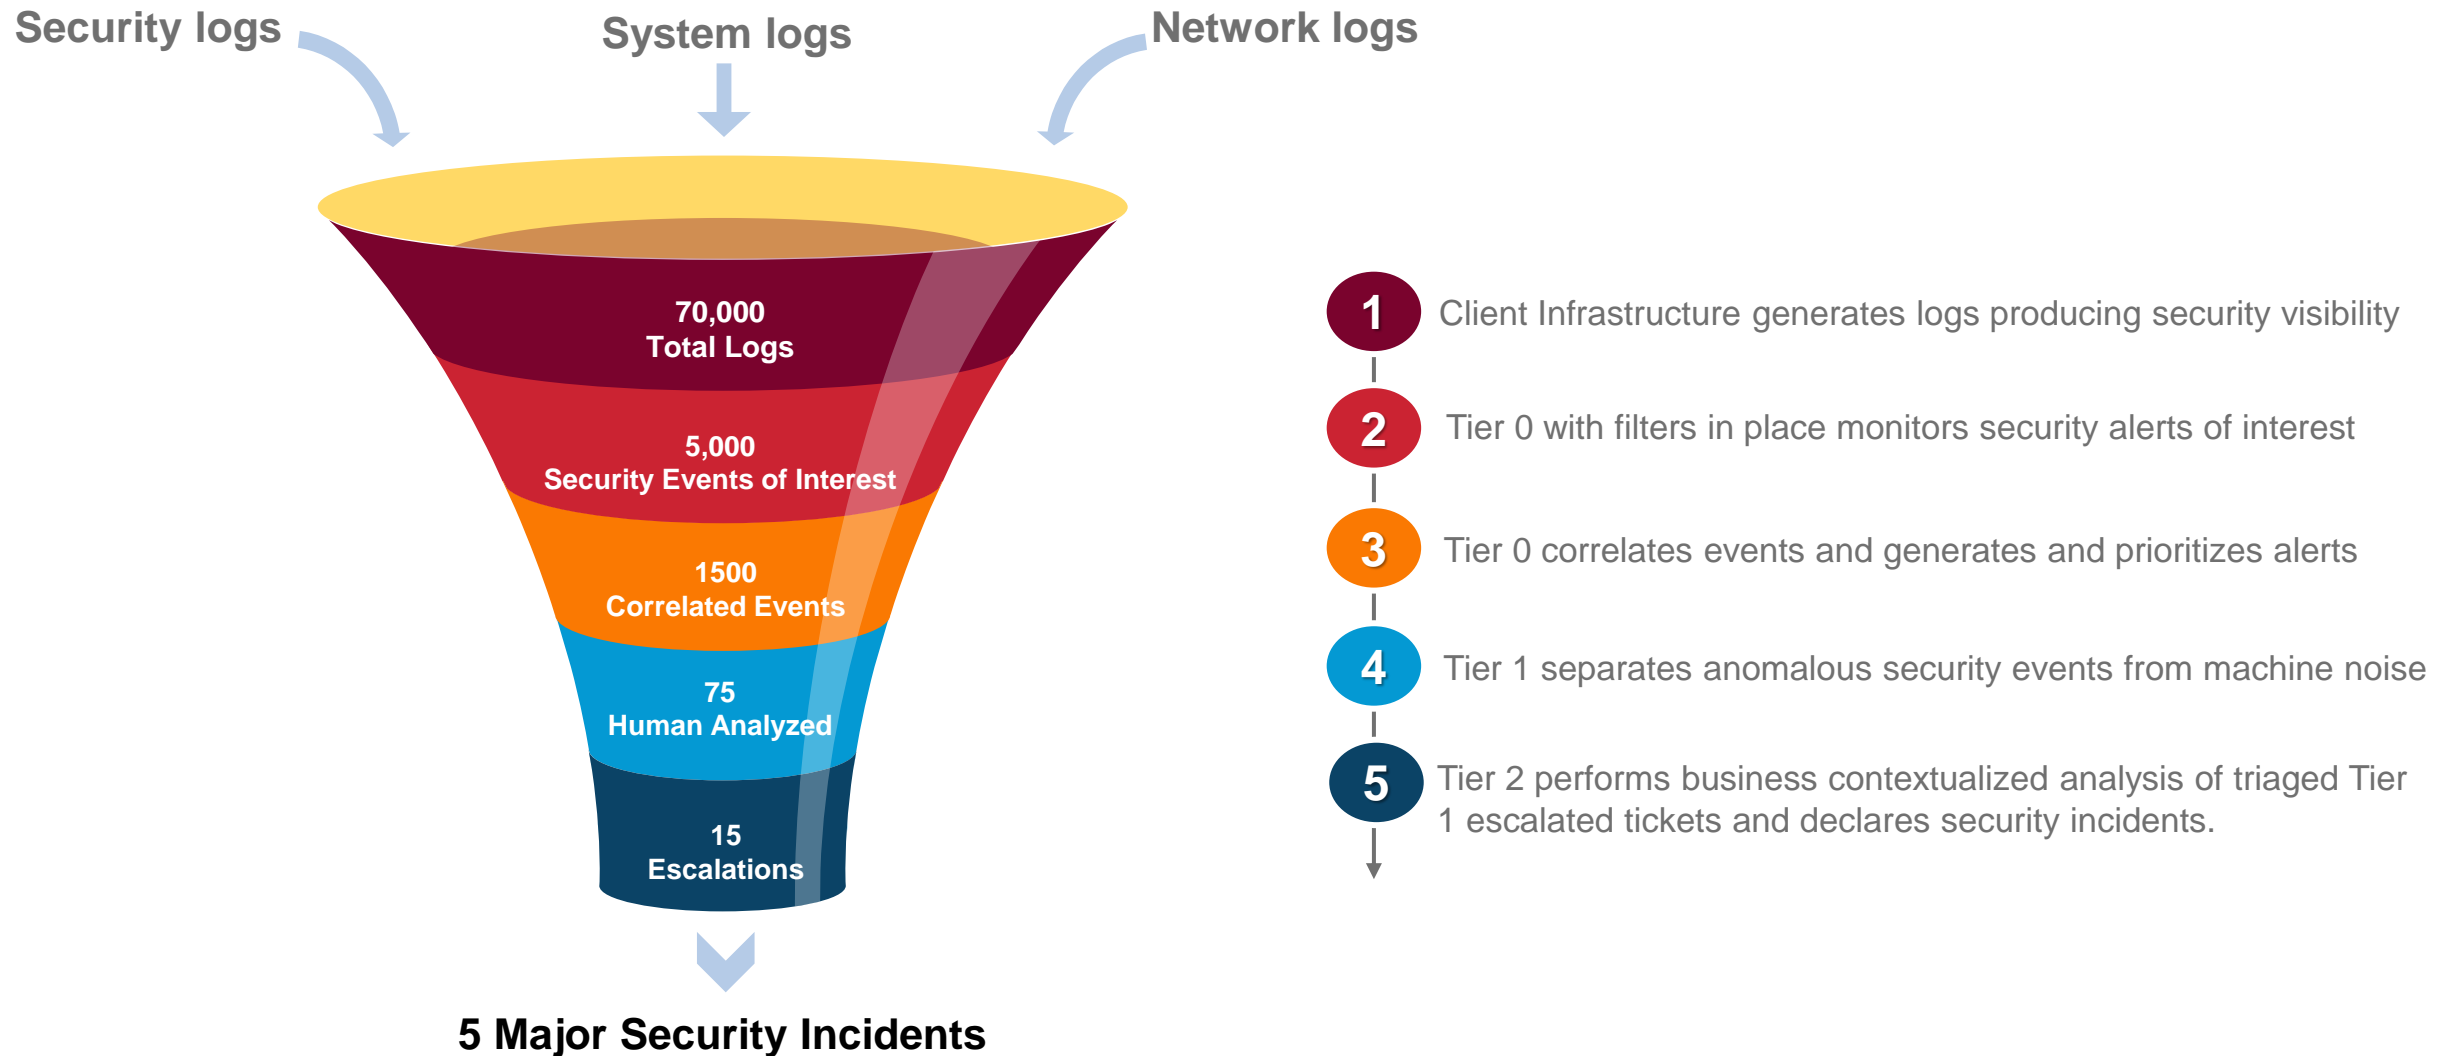 Security logs
System logs
Network logs
70,000
Total Logs
5,000
Security Events of Interest
1500
Correlated Events
75
Human Analyzed
15
Escalations
5 Major Security Incidents
1 Client Infrastructure generates logs producing security visibility
2 Tier 0 with filters in place monitors security alerts of interest
3 Tier 0 correlates events and generates and prioritizes alerts
4 Tier 1 separates anomalous security events from machine noise
5 Tier 2 performs business contextualized analysis of triaged Tier
1 escalated tickets and declares security incidents.